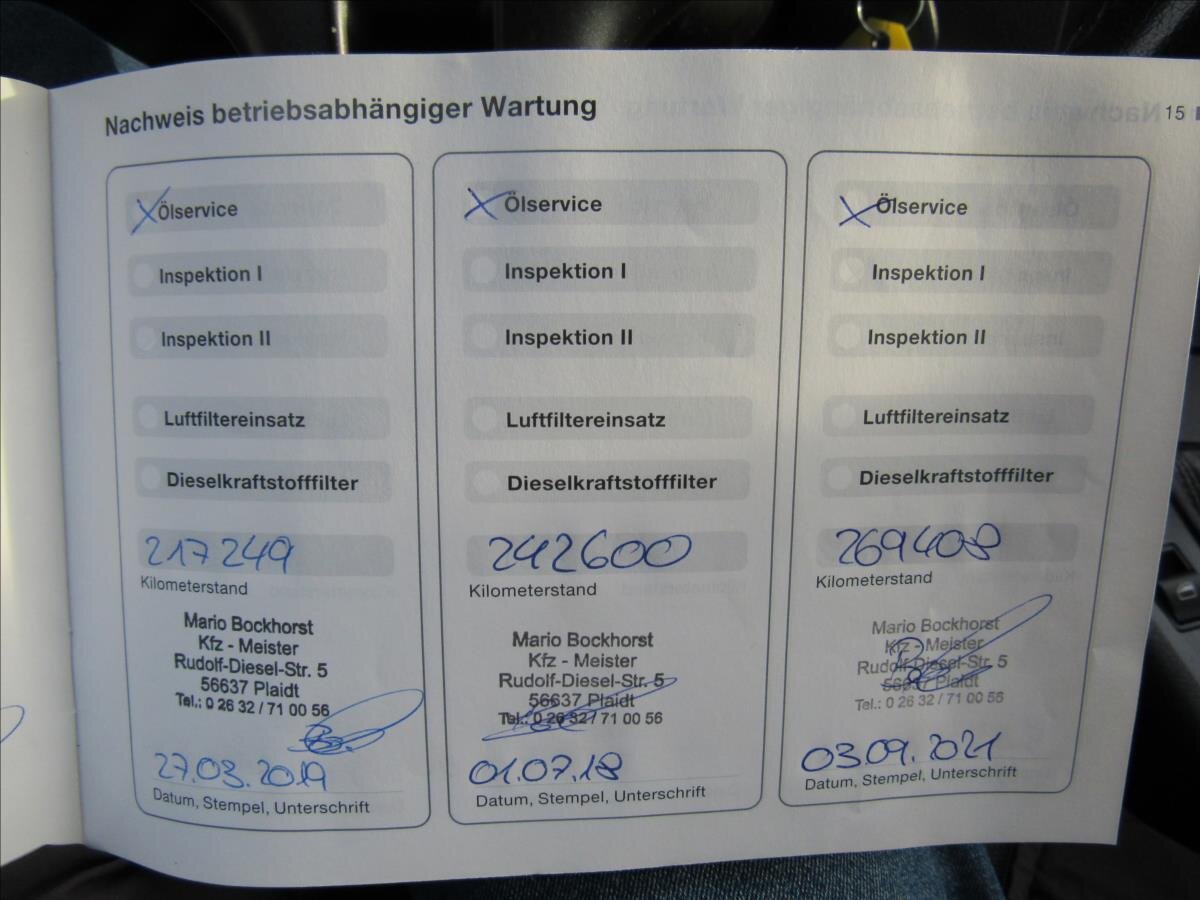 Nachweis betriebsabhängiger Wartung
15
Ölservice
Inspektion I
Inspektion II
Luftfiltereinsatz
Dieselkraftstofffilter
217249
Kilometerstand
Mario Bockhorst
Kfz - Meister
Rudolf-Diesel-Str. 5
56637 Plaidt
Tel.: 0 26 32 / 71 00 56
27.03.2019
Datum, Stempel, Unterschrift
Ölservice
Inspektion I
Inspektion II
Luftfiltereinsatz
Dieselkraftstofffilter
242600
Kilometerstand
Mario Bockhorst
Kfz - Meister
Rudolf-Diesel-Str. 5
56637 Plaidt
Tel.: 0 26 32 / 71 00 56
01.07.18
Datum, Stempel, Unterschrift
Ölservice
Inspektion I
Inspektion II
Luftfiltereinsatz
Dieselkraftstofffilter
269408
Kilometerstand
Mario Bockhorst
Kfz - Meister
Rudolf-Diesel-Str. 5
56637 Plaidt
Tel.: 0 26 32 / 71 00 56
03.09.2021
Datum, Stempel, Unterschrift